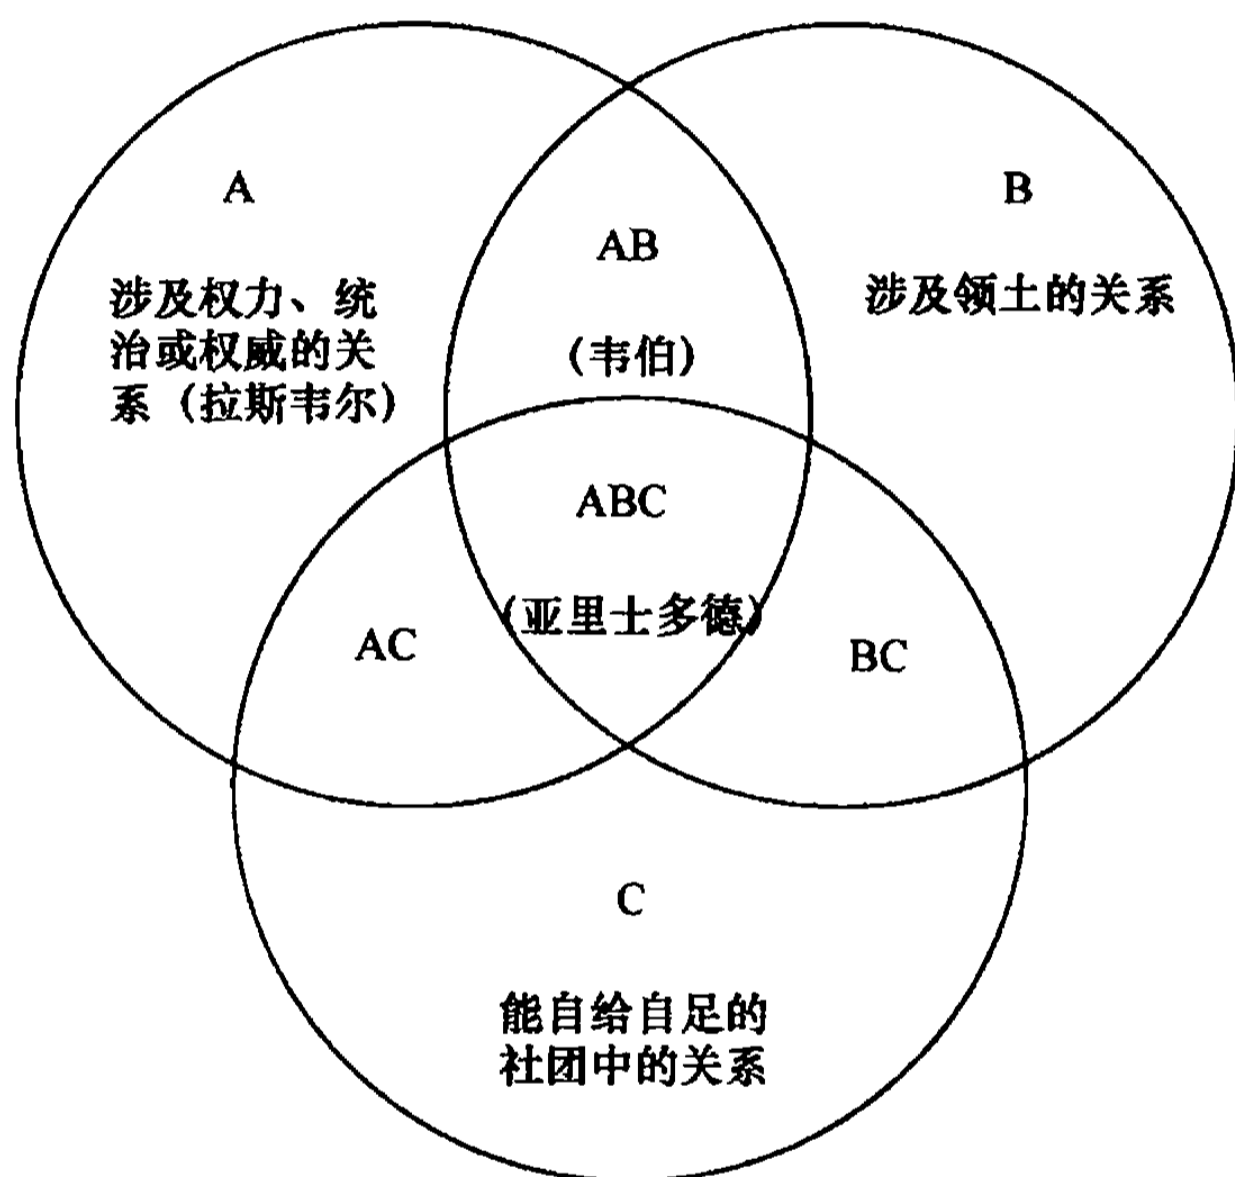 A
B
AB
涉及权力、统
治或权威的关
系（拉斯韦尔）
涉及领土的关系
（韦伯）
ABC
（亚里士多德）
AC
BC
C
能自给自足的
社团中的关系